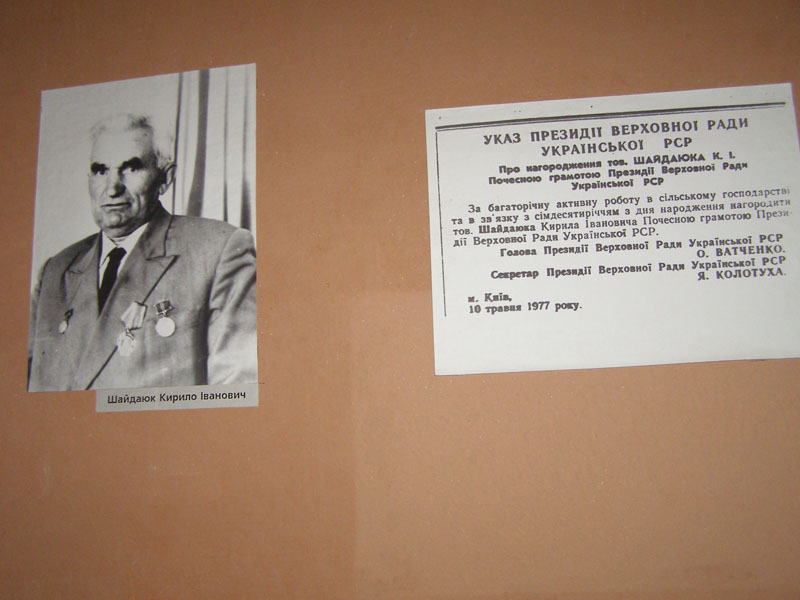 Шайдаюк Кирило Іванович
УКАЗ ПРЕЗИДІЇ ВЕРХОВНОЇ РАДИ
УКРАЇНСЬКОЇ РСР
Про нагородження тов. ШАЙДАЮКА К. І.
Почесною грамотою Президії Верховної Ради
Української РСР
За багаторічну активну роботу в сільському господарстві
та в зв'язку з сімдесятиріччям з дня народження нагородити
тов. Шайдаюка Кирила Івановича Почесною грамотою Прези-
дії Верховної Ради Української РСР.
Голова Президії Верховної Ради Української РСР
О. ВАТЧЕНКО.
Секретар Президії Верховної Ради Української РСР
Я. КОЛОТУХА.
м. Київ,
10 травня 1977 року.